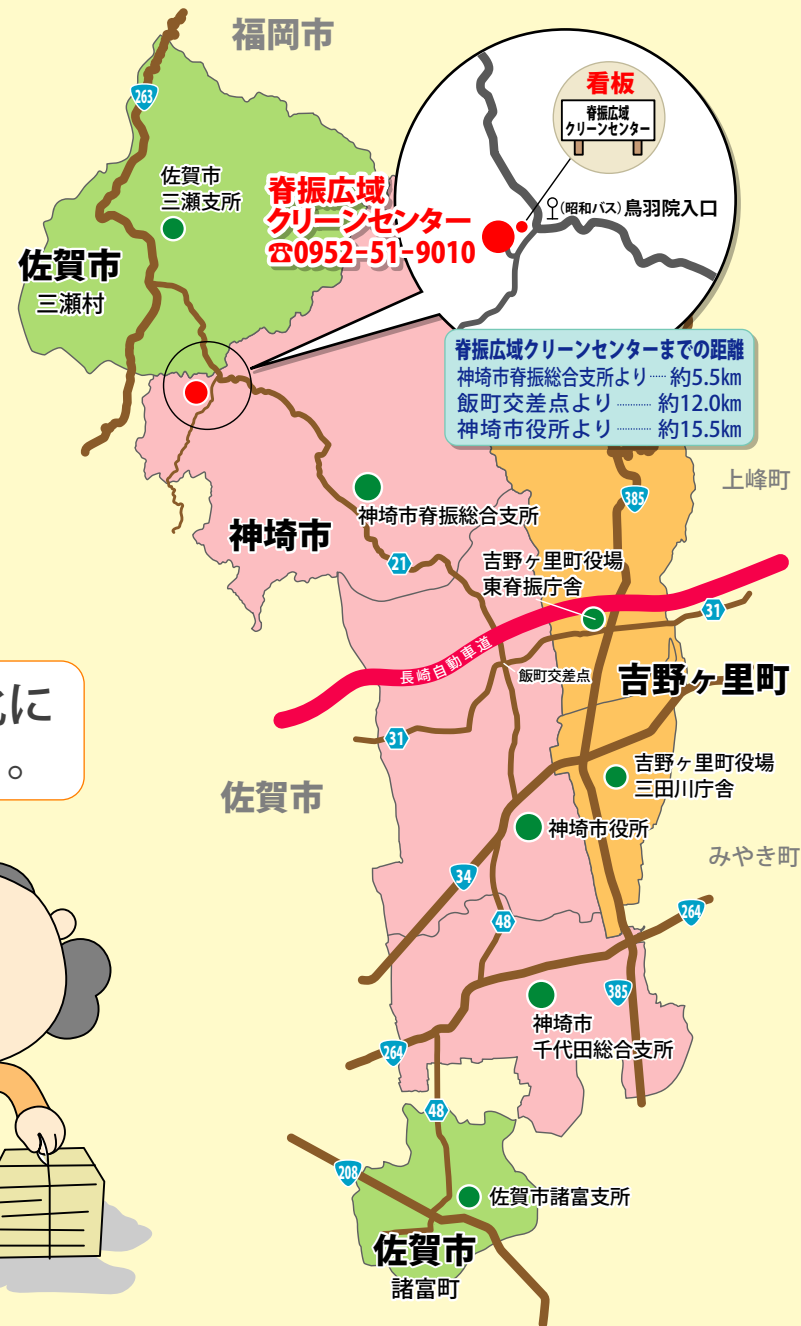 福岡市
263
看板
脊振広域
クリーンセンター
(昭和バス)鳥羽院入口
佐賀市
三瀬支所
脊振広域
クリーンセンター
☎0952-51-9010
佐賀市
三瀬村
脊振広域クリーンセンターまでの距離
神埼市脊振総合支所より……約5.5㎞
飯町交差点より………約12.0㎞
神埼市役所より………約15.5㎞
上峰町
385
神埼市脊振総合支所
神埼市
21
吉野ヶ里町役場
東脊振庁舎
31
長崎自動車道
飯町交差点
吉野ヶ里町
に
。
31
佐賀市
吉野ヶ里町役場
三田川庁舎
神埼市役所
みやき町
34
48
264
385
神埼市
千代田総合支所
264
48
208
佐賀市諸富支所
佐賀市
諸富町